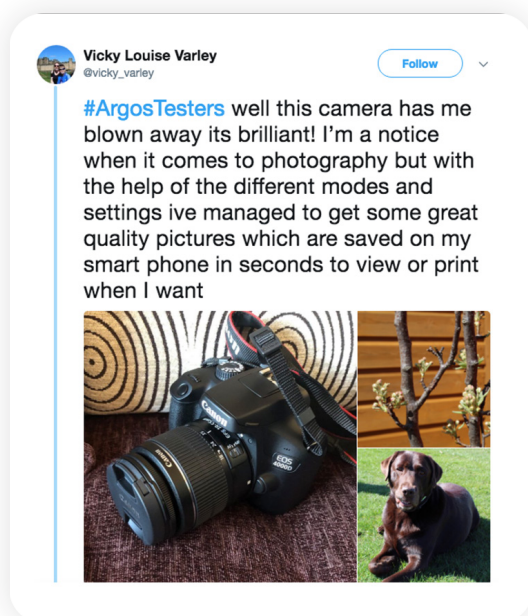 Vicky Louise Varley
@vicky_varley
Follow
#ArgosTesters well this camera has me
blown away its brilliant! I'm a notice
when it comes to photography but with
the help of the different modes and
settings ive managed to get some great
quality pictures which are saved on my
smart phone in seconds to view or print
when I want
Canon
EOS
4000D
Canon